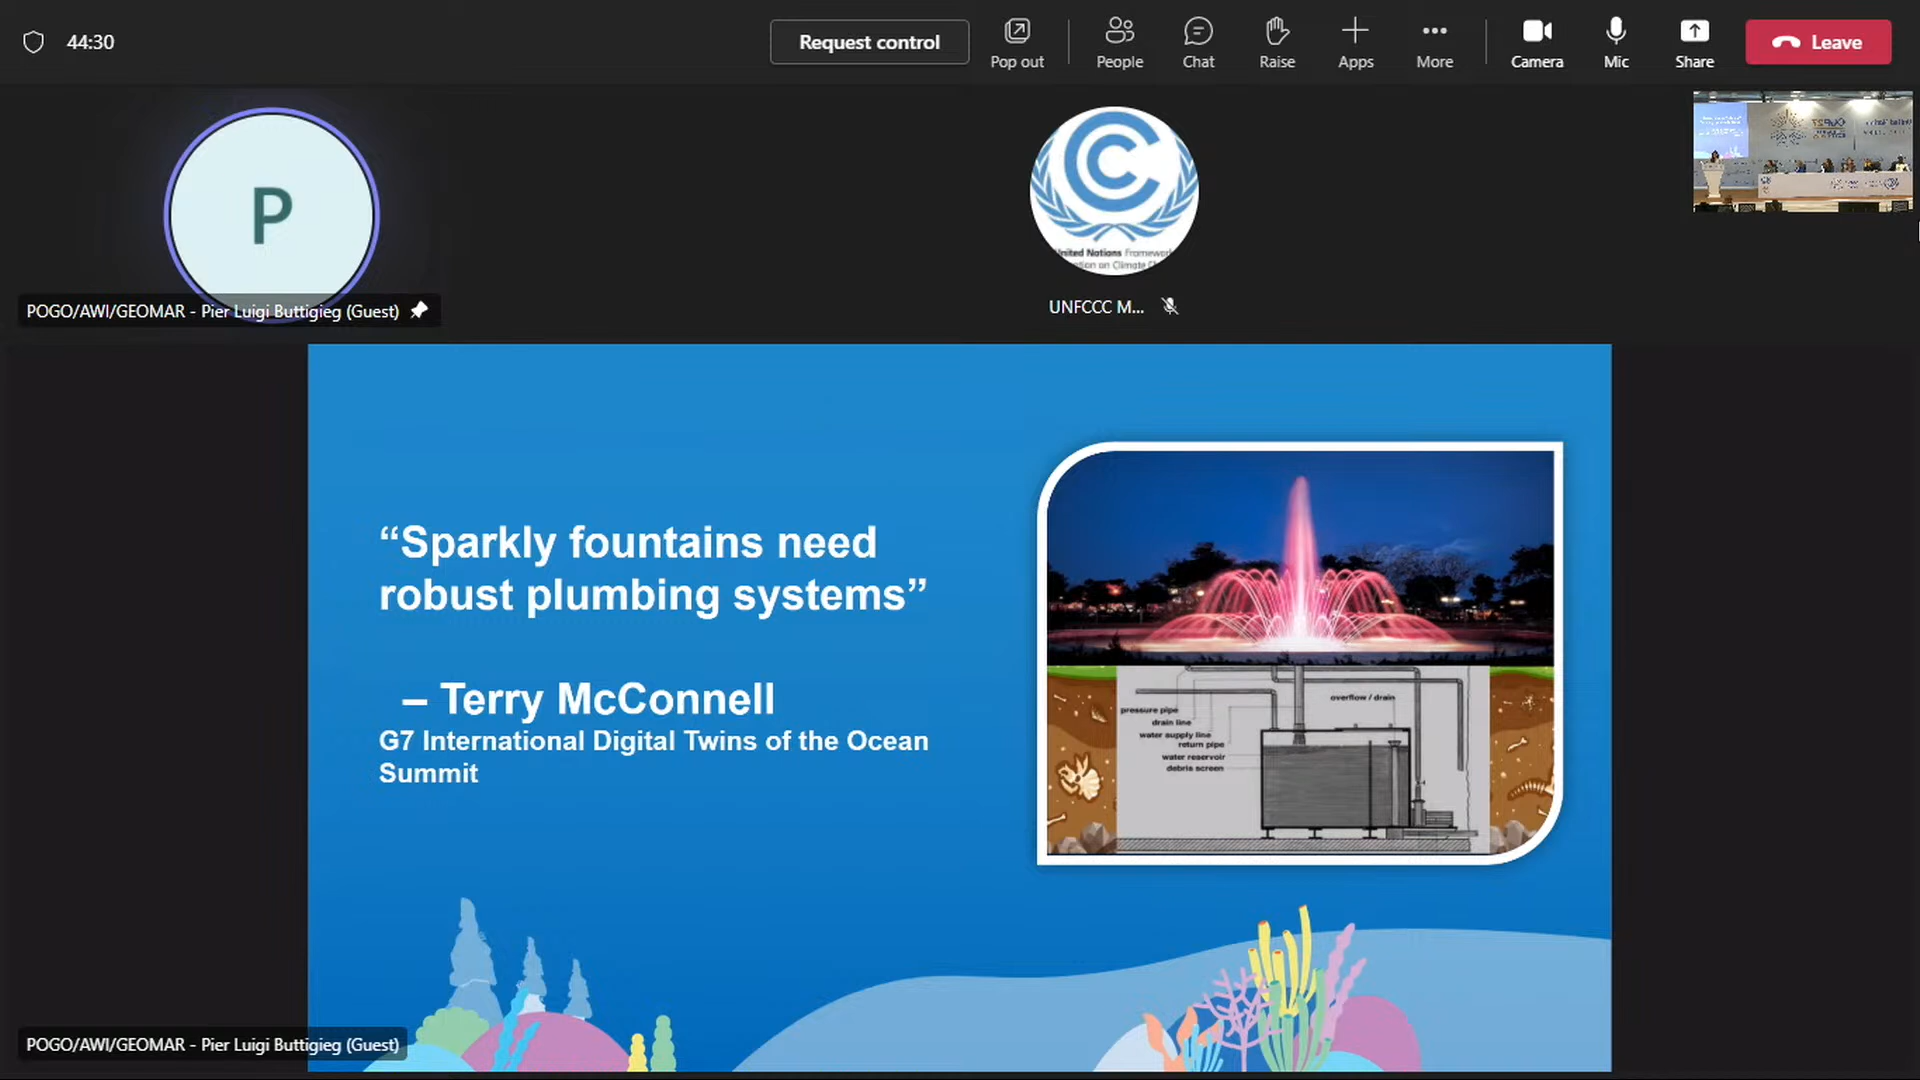 44:30
Request control
Pop out
People
Chat
Raise
Apps
More
Camera
Mic
Share
Leave
P
United Nations Framework
POGO/AWI/GEOMAR - Pier Luigi Buttigieg (Guest)
UNFCCC M...
“Sparkly fountains need
robust plumbing systems”
– Terry McConnell
G7 International Digital Twins of the Ocean
Summit
overflow / drain
pressure pipe
drain line
water supply line
return pipe
water reservoir
debris screen
POGO/AWI/GEOMAR - Pier Luigi Buttigieg (Guest)